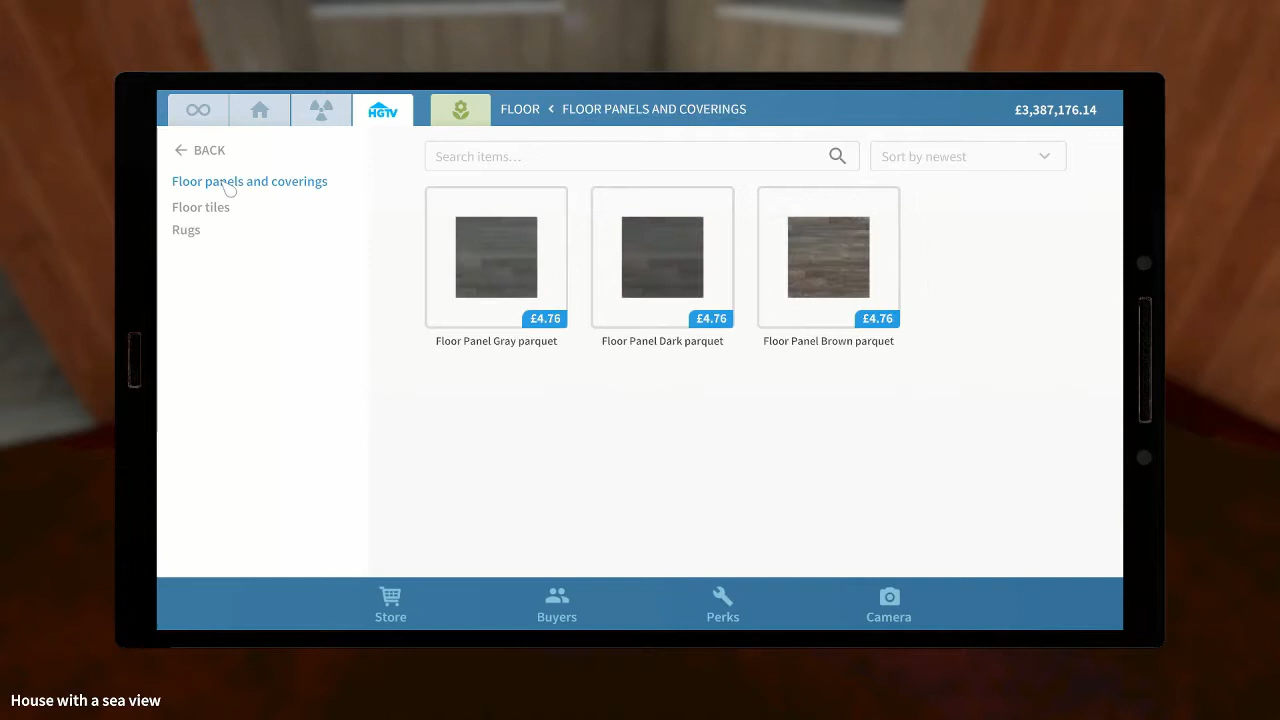 HGTV
FLOOR < FLOOR PANELS AND COVERINGS
£3,387,176.14
BACK
Floor panels and coverings
Floor tiles
Rugs
Search items...
Sort by newest
£4.76
£4.76
£4.76
Floor Panel Gray parquet
Floor Panel Dark parquet
Floor Panel Brown parquet
Store
Buyers
Perks
Camera
House with a sea view